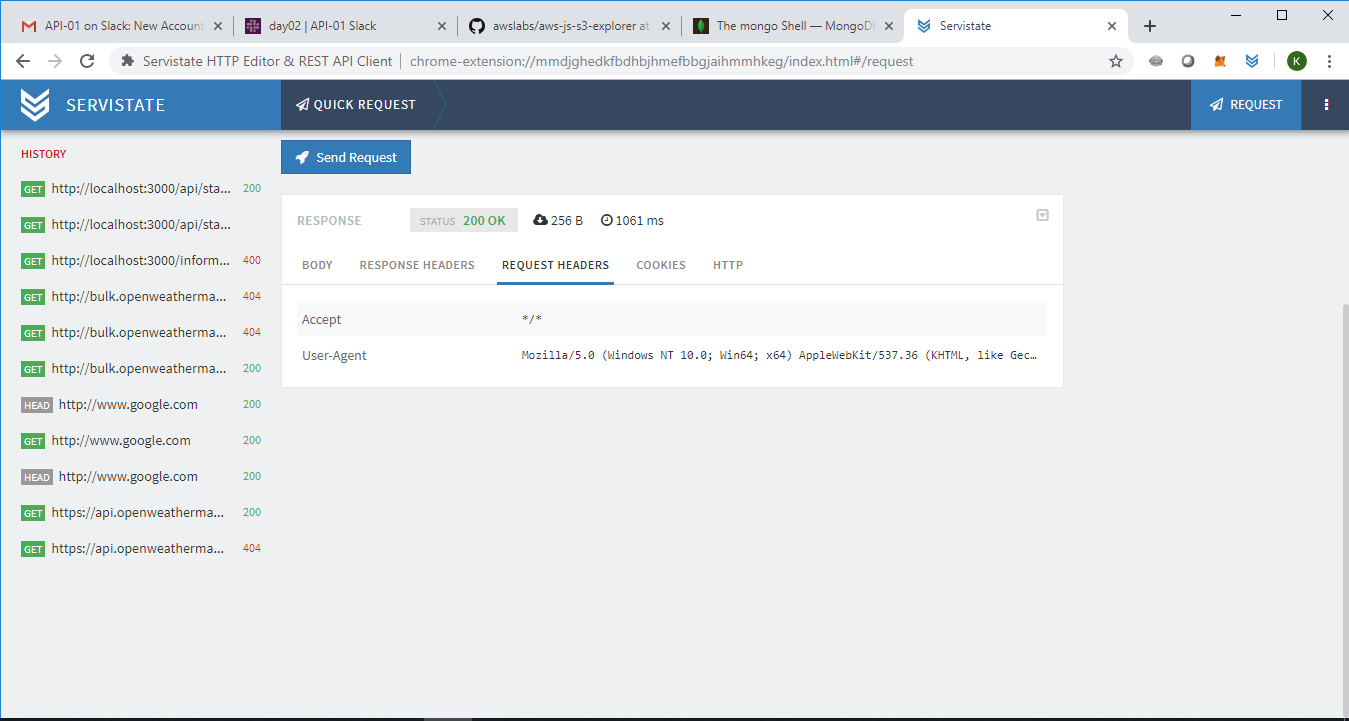 API-01 on Slack: New Account
day02 | API-01 Slack
awslabs/aws-js-s3-explorer at
The mongo Shell — MongoDB
Servistate
Servistate HTTP Editor & REST API Client
chrome-extension://mmdjghedkfbdhbjhmefbbgjaihmmhkeg/index.html#/request
K
SERVISTATE
QUICK REQUEST
REQUEST
HISTORY
GET http://localhost:3000/api/sta... 200
GET http://localhost:3000/api/sta...
GET http://localhost:3000/inform... 400
GET http://bulk.openweatherma... 404
GET http://bulk.openweatherma... 404
GET http://bulk.openweatherma... 200
HEAD http://www.google.com 200
GET http://www.google.com 200
HEAD http://www.google.com 200
GET https://api.openweatherma... 200
GET https://api.openweatherma... 404
Send Request
RESPONSE STATUS 200 OK 256 B 1061 ms
BODY RESPONSE HEADERS REQUEST HEADERS COOKIES HTTP
Accept */*
User-Agent Mozilla/5.0 (Windows NT 10.0; Win64; x64) AppleWebKit/537.36 (KHTML, like Gec…